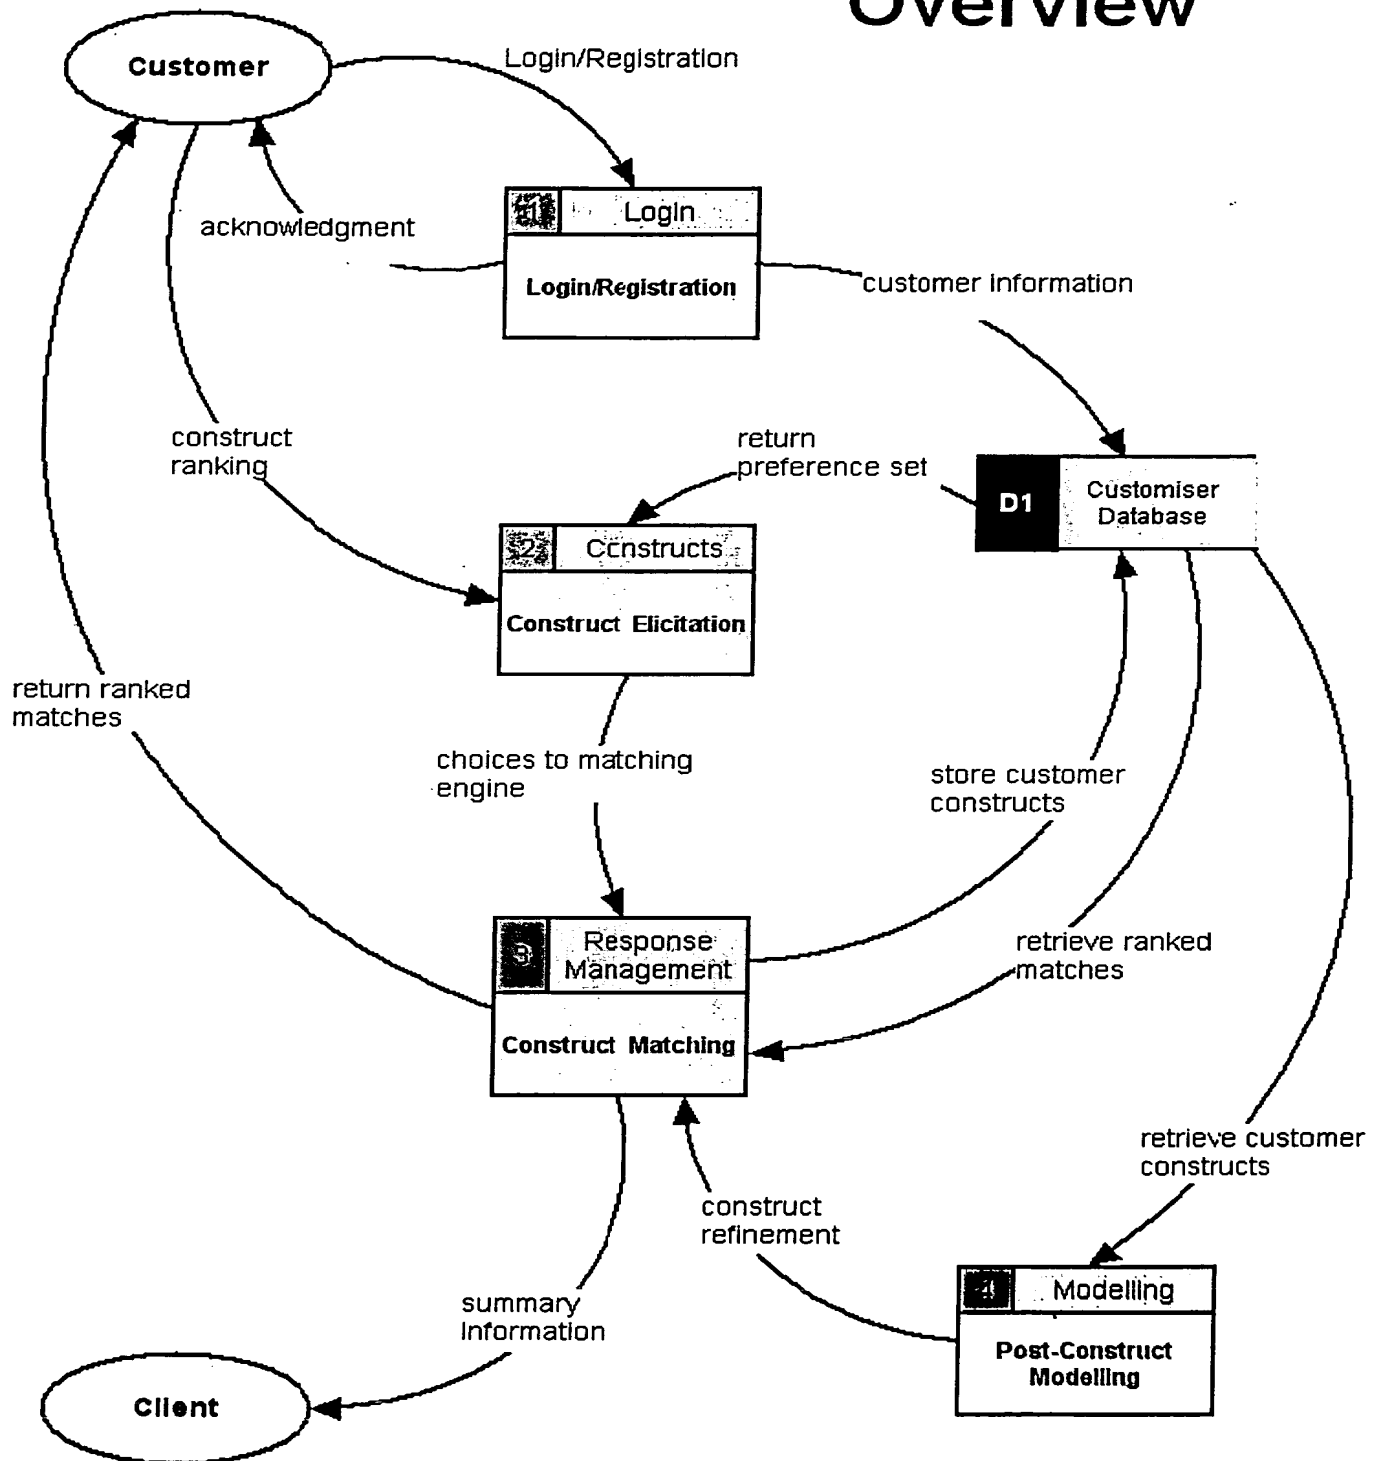 Overview
Customer
Login/Registration
1
Login
acknowledgment
Login/Registration
customer information
construct
ranking
return
preference set
D1
Customiser
Database
2
Constructs
Construct Elicitation
return ranked
matches
choices to matching
engine
store customer
constructs
3
Response
Management
retrieve ranked
matches
Construct Matching
retrieve customer
constructs
construct
refinement
4
Modelling
summary
information
Post-Construct
Modelling
Client